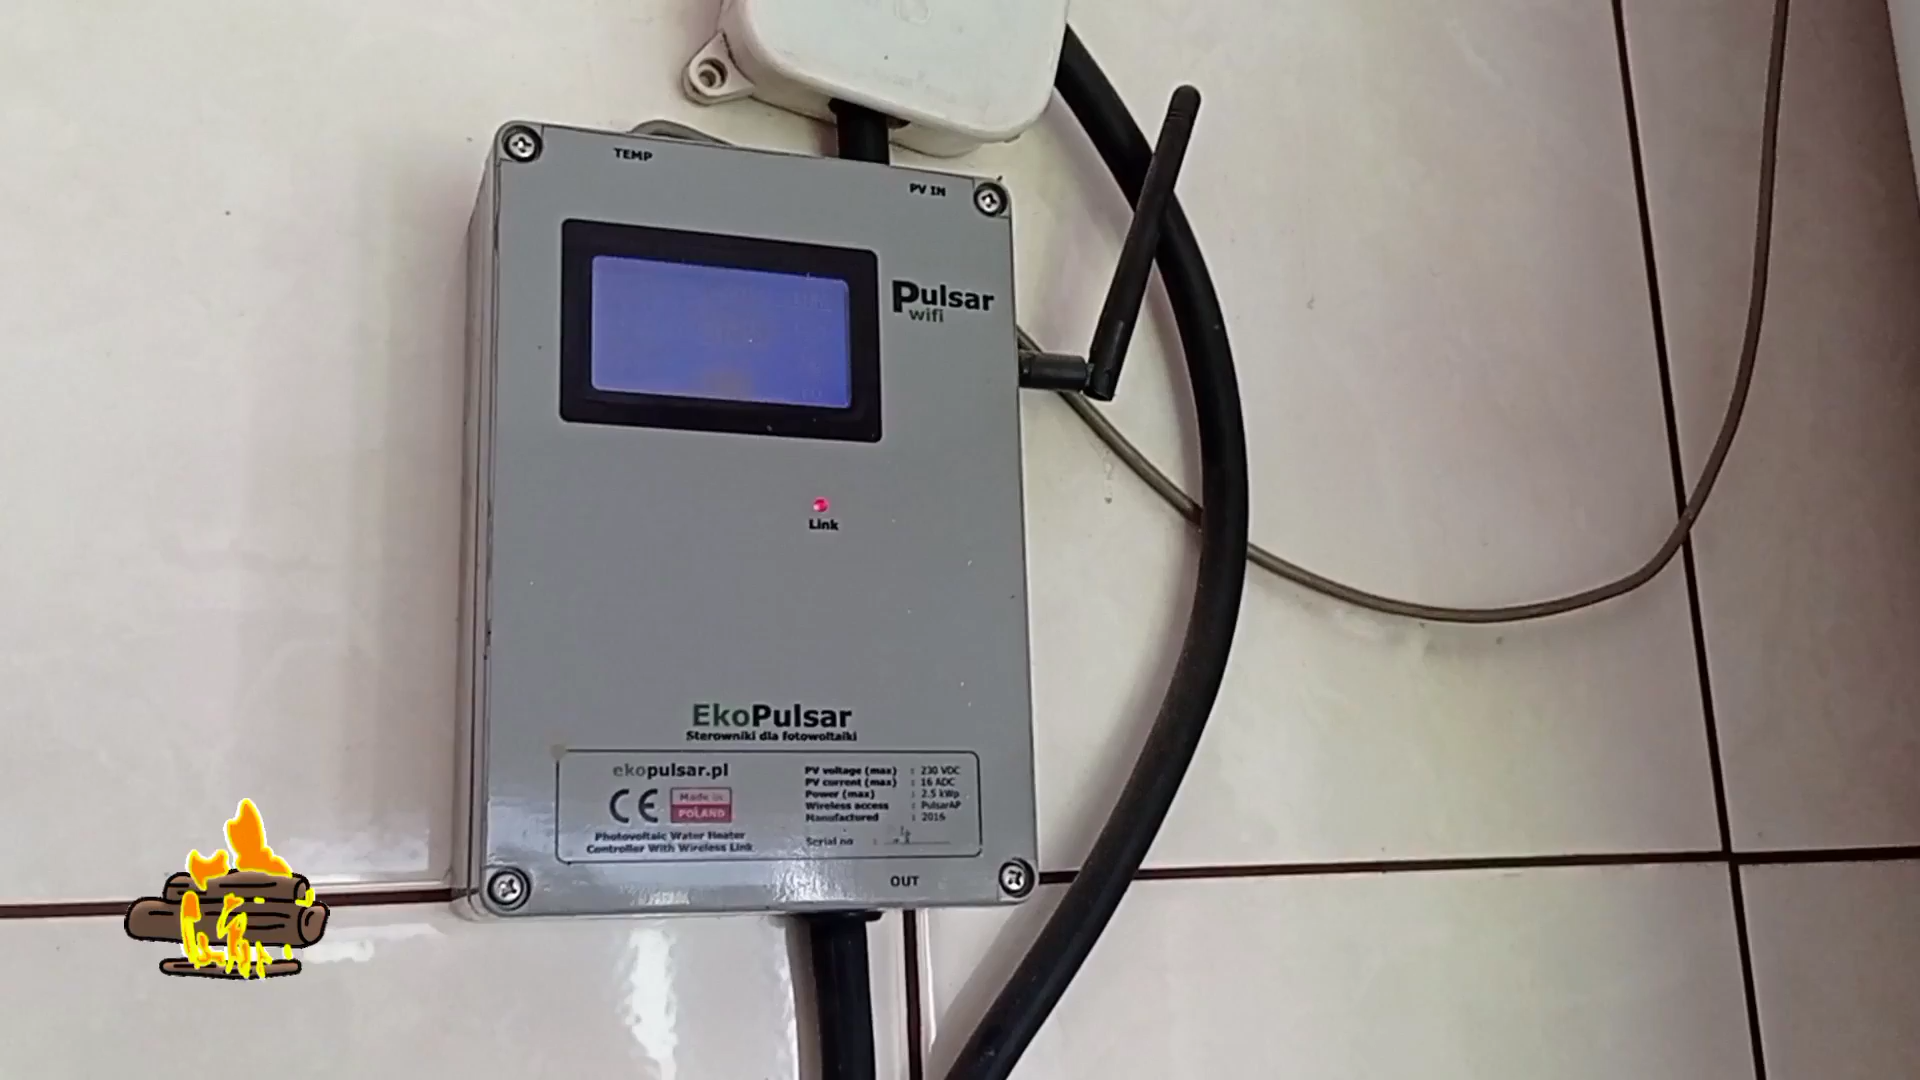 TEMP
PV IN
Pulsar
wifi
Link
EkoPulsar
Sterowniki dla fotowoltaiki
ekopulsar.pl
CE
Made in
POLAND
Photovoltaic Water Heater
Controller With Wireless Link
PV voltage (max) : 230 VDC
PV current (max) : 16 ADC
Power (max) : 2.5 kWp
Wireless access : PulsarAP
Manufactured : 2016
Serial no :
OUT